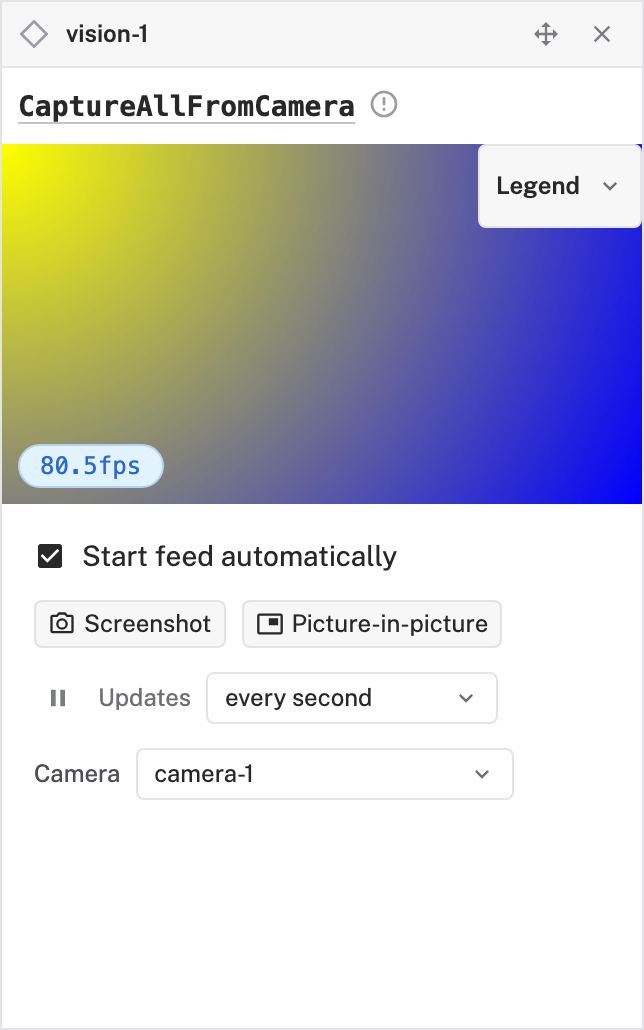 vision-1
CaptureAllFromCamera
Legend
80.5fps
Start feed automatically
Screenshot Picture-in-picture
Updates every second
Camera camera-1